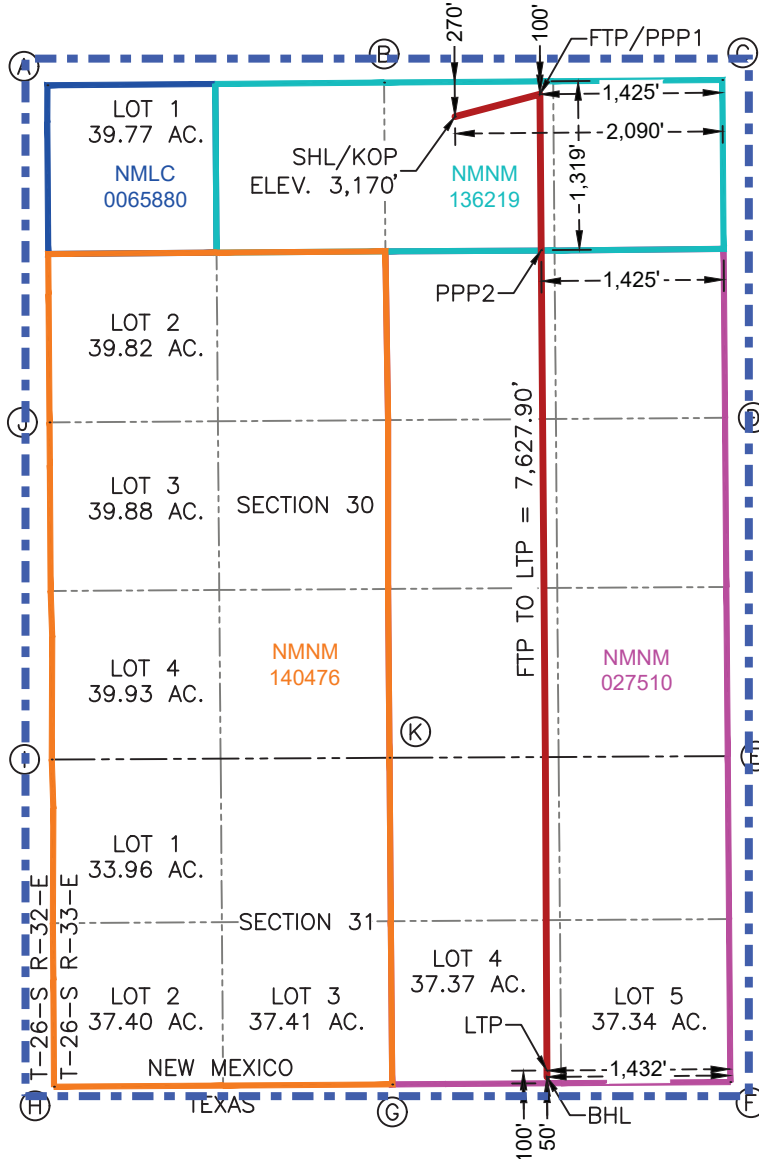 270'
100'
FTP/PPP1
A
B
C
LOT 1
39.77 AC.
1,425'
2,090'
1,319'
SHL/KOP
ELEV. 3,170'
NMLC
0065880
NMNM
136219
PPP2
1,425'
LOT 2
39.82 AC.
J
D
FTP TO LTP = 7,627.90'
LOT 3
39.88 AC.
SECTION 30
LOT 4
39.93 AC.
NMNM
140476
NMNM
027510
K
I
E
LOT 1
33.96 AC.
T-26-S R-32-E
T-26-S R-33-E
SECTION 31
LOT 4
37.37 AC.
LOT 2
37.40 AC.
LOT 3
37.41 AC.
LOT 5
37.34 AC.
LTP
NEW MEXICO
1,432'
H
TEXAS
G
BHL
F
100'
50'